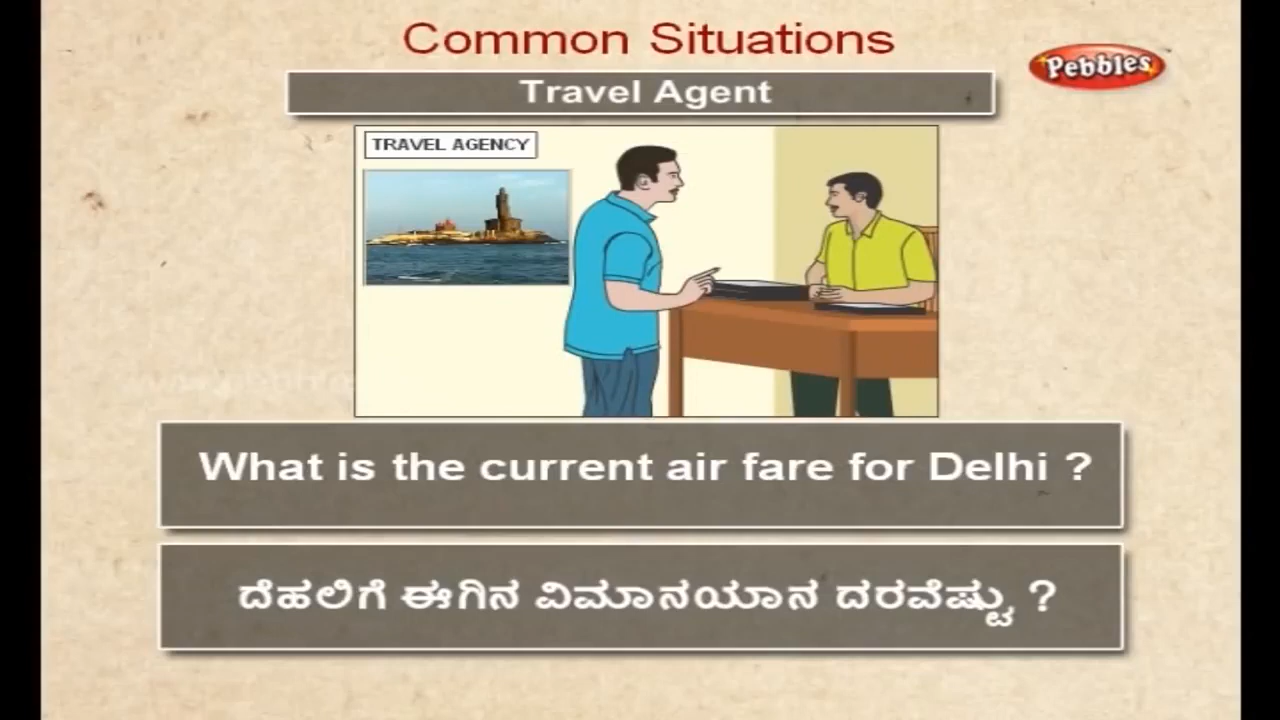 Common Situations
Pebbles
Travel Agent
TRAVEL AGENCY
What is the current air fare for Delhi ?
ದೆಹಲಿಗೆ ಈಗಿನ ವಿಮಾನಯಾನ ದರವೆಷ್ಟು ?